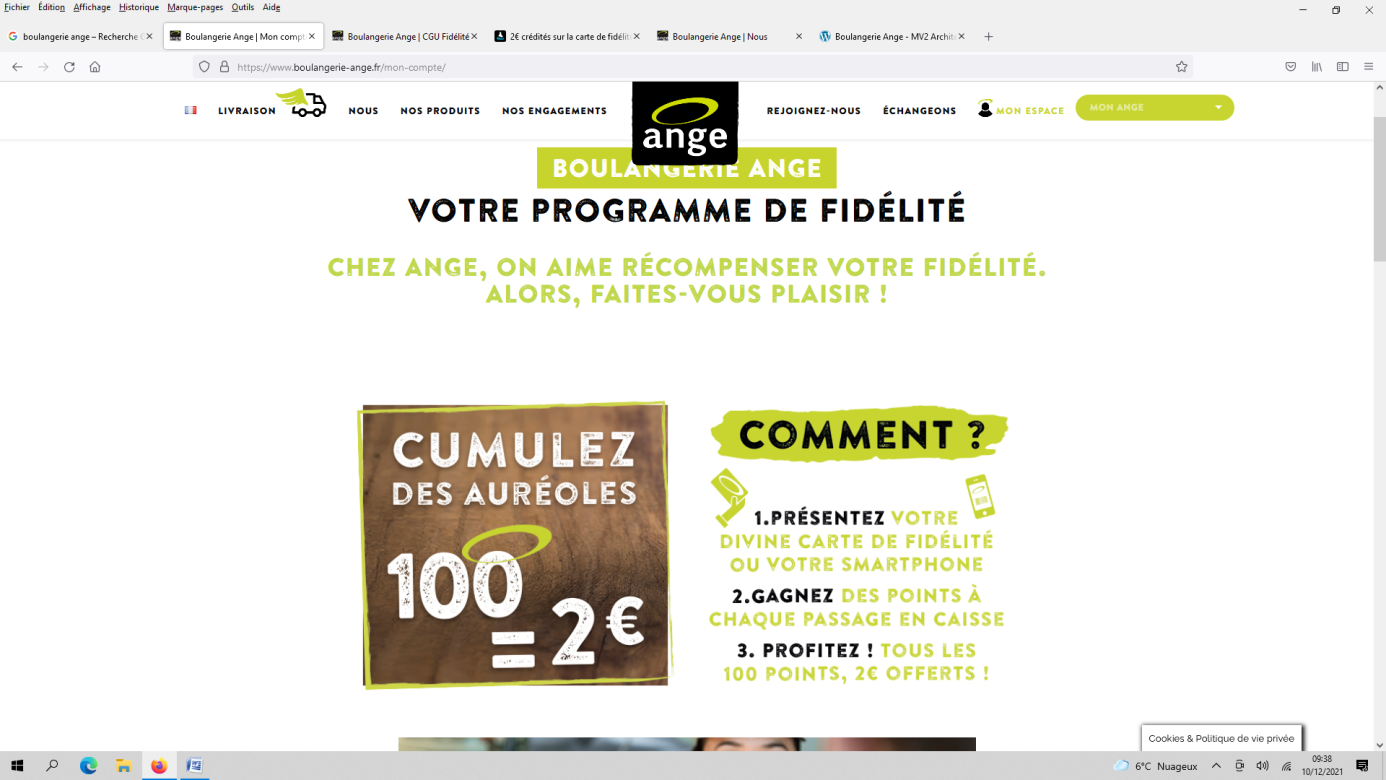 Fichier Édition Affichage Historique Marque-pages Outils Aide
boulangerie ange – Recherche
Boulangerie Ange | Mon compt
Boulangerie Ange | CGU Fidélité
2€ crédités sur la carte de fidélit
Boulangerie Ange | Nous
Boulangerie Ange - MV2 Archit
https://www.boulangerie-ange.fr/mon-compte/
LIVRAISON
NOUS
NOS PRODUITS
NOS ENGAGEMENTS
ange
REJOIGNEZ-NOUS
ÉCHANGEONS
MON ESPACE
MON ANGE
BOULANGERIE ANGE
VOTRE PROGRAMME DE FIDÉLITÉ
CHEZ ANGE, ON AIME RÉCOMPENSER VOTRE FIDÉLITÉ.
ALORS, FAITES-VOUS PLAISIR !
CUMULEZ
DES AURÉOLES
100
= 2€
COMMENT ?
1.PRÉSENTEZ VOTRE
DIVINE CARTE DE FIDÉLITÉ
OU VOTRE SMARTPHONE
2.GAGNEZ DES POINTS À
CHAQUE PASSAGE EN CAISSE
3. PROFITEZ ! TOUS LES
100 POINTS, 2€ OFFERTS !
Cookies & Politique de vie privée
6°C Nuageux
09:38
10/12/2021